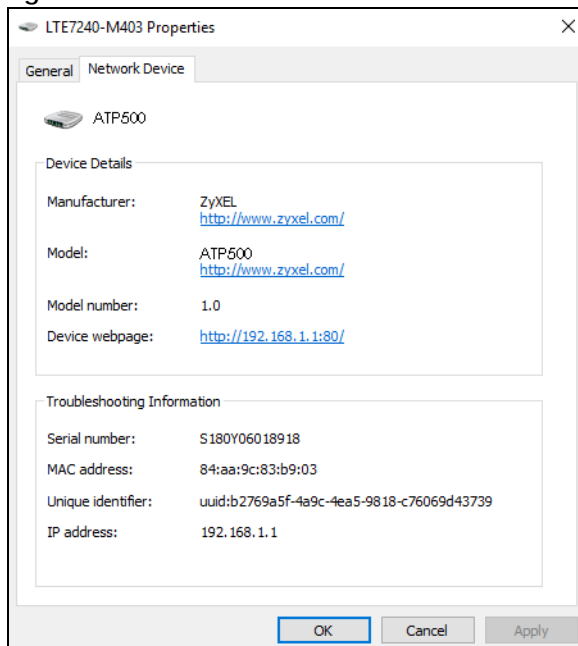 LTE7240-M403 Properties
General Network Device
ATP500
Device Details
Manufacturer: ZyXEL
http://www.zyxel.com/
Model: ATP500
http://www.zyxel.com/
Model number: 1.0
Device webpage: http://192.168.1.1:80/
Troubleshooting Information
Serial number: S180Y06018918
MAC address: 84:aa:9c:83:b9:03
Unique identifier: uuid:b2769a5f-4a9c-4ea5-9818-c76069d43739
IP address: 192.168.1.1
OK Cancel Apply